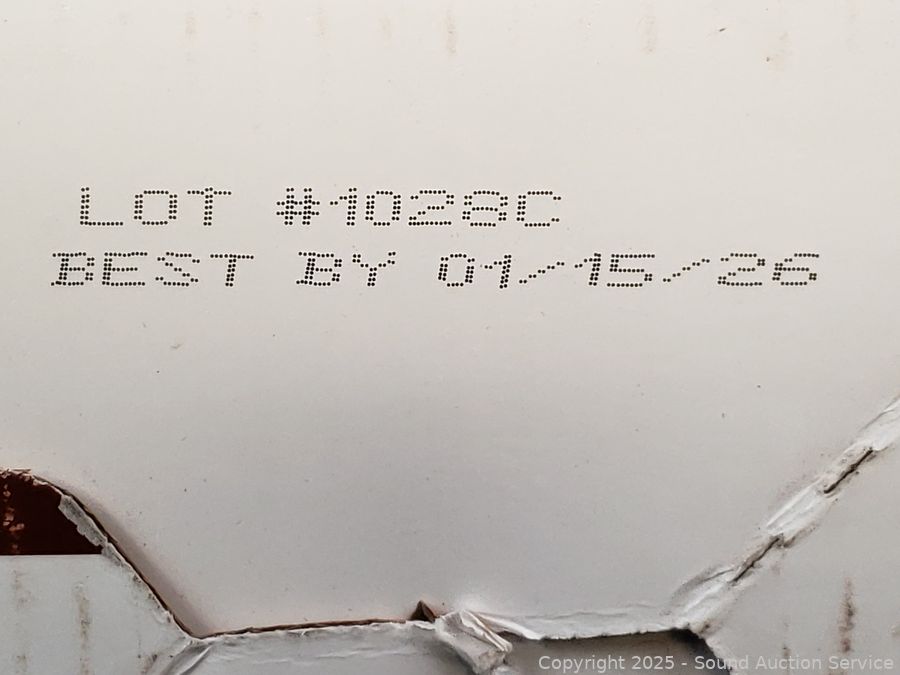 LOT #1028C
BEST BY 01/15/26
Copyright 2025 - Sound Auction Service